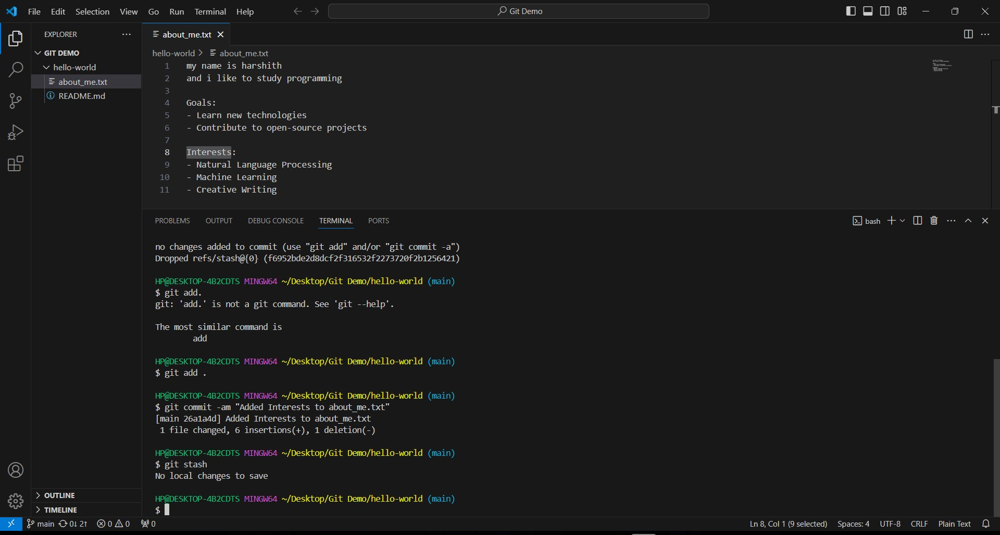 File Edit Selection View Go Run Terminal Help
Git Demo
EXPLORER
about_me.txt
GIT DEMO
hello-world
about_me.txt
README.md
hello-world > about_me.txt
1 my name is harshith
2 and i like to study programming
3
4 Goals:
5 - Learn new technologies
6 - Contribute to open-source projects
7
8 Interests:
9 - Natural Language Processing
10 - Machine Learning
11 - Creative Writing
PROBLEMS OUTPUT DEBUG CONSOLE TERMINAL PORTS
bash
no changes added to commit (use "git add" and/or "git commit -a")
Dropped refs/stash@{0} (f6952bde2d8dcf2f316532f2273720f2b1256421)
HP@DESKTOP-4B2CDTS MINGW64 ~/Desktop/Git Demo/hello-world (main)
$ git add.
git: 'add.' is not a git command. See 'git --help'.
The most similar command is
add
HP@DESKTOP-4B2CDTS MINGW64 ~/Desktop/Git Demo/hello-world (main)
$ git add .
HP@DESKTOP-4B2CDTS MINGW64 ~/Desktop/Git Demo/hello-world (main)
$ git commit -am "Added Interests to about_me.txt"
[main 26a1a4d] Added Interests to about_me.txt
1 file changed, 6 insertions(+), 1 deletion(-)
HP@DESKTOP-4B2CDTS MINGW64 ~/Desktop/Git Demo/hello-world (main)
$ git stash
No local changes to save
HP@DESKTOP-4B2CDTS MINGW64 ~/Desktop/Git Demo/hello-world (main)
$
OUTLINE
TIMELINE
main 0↓ 2↑ 0 0 0
Ln 8, Col 1 (9 selected) Spaces: 4 UTF-8 CRLF Plain Text